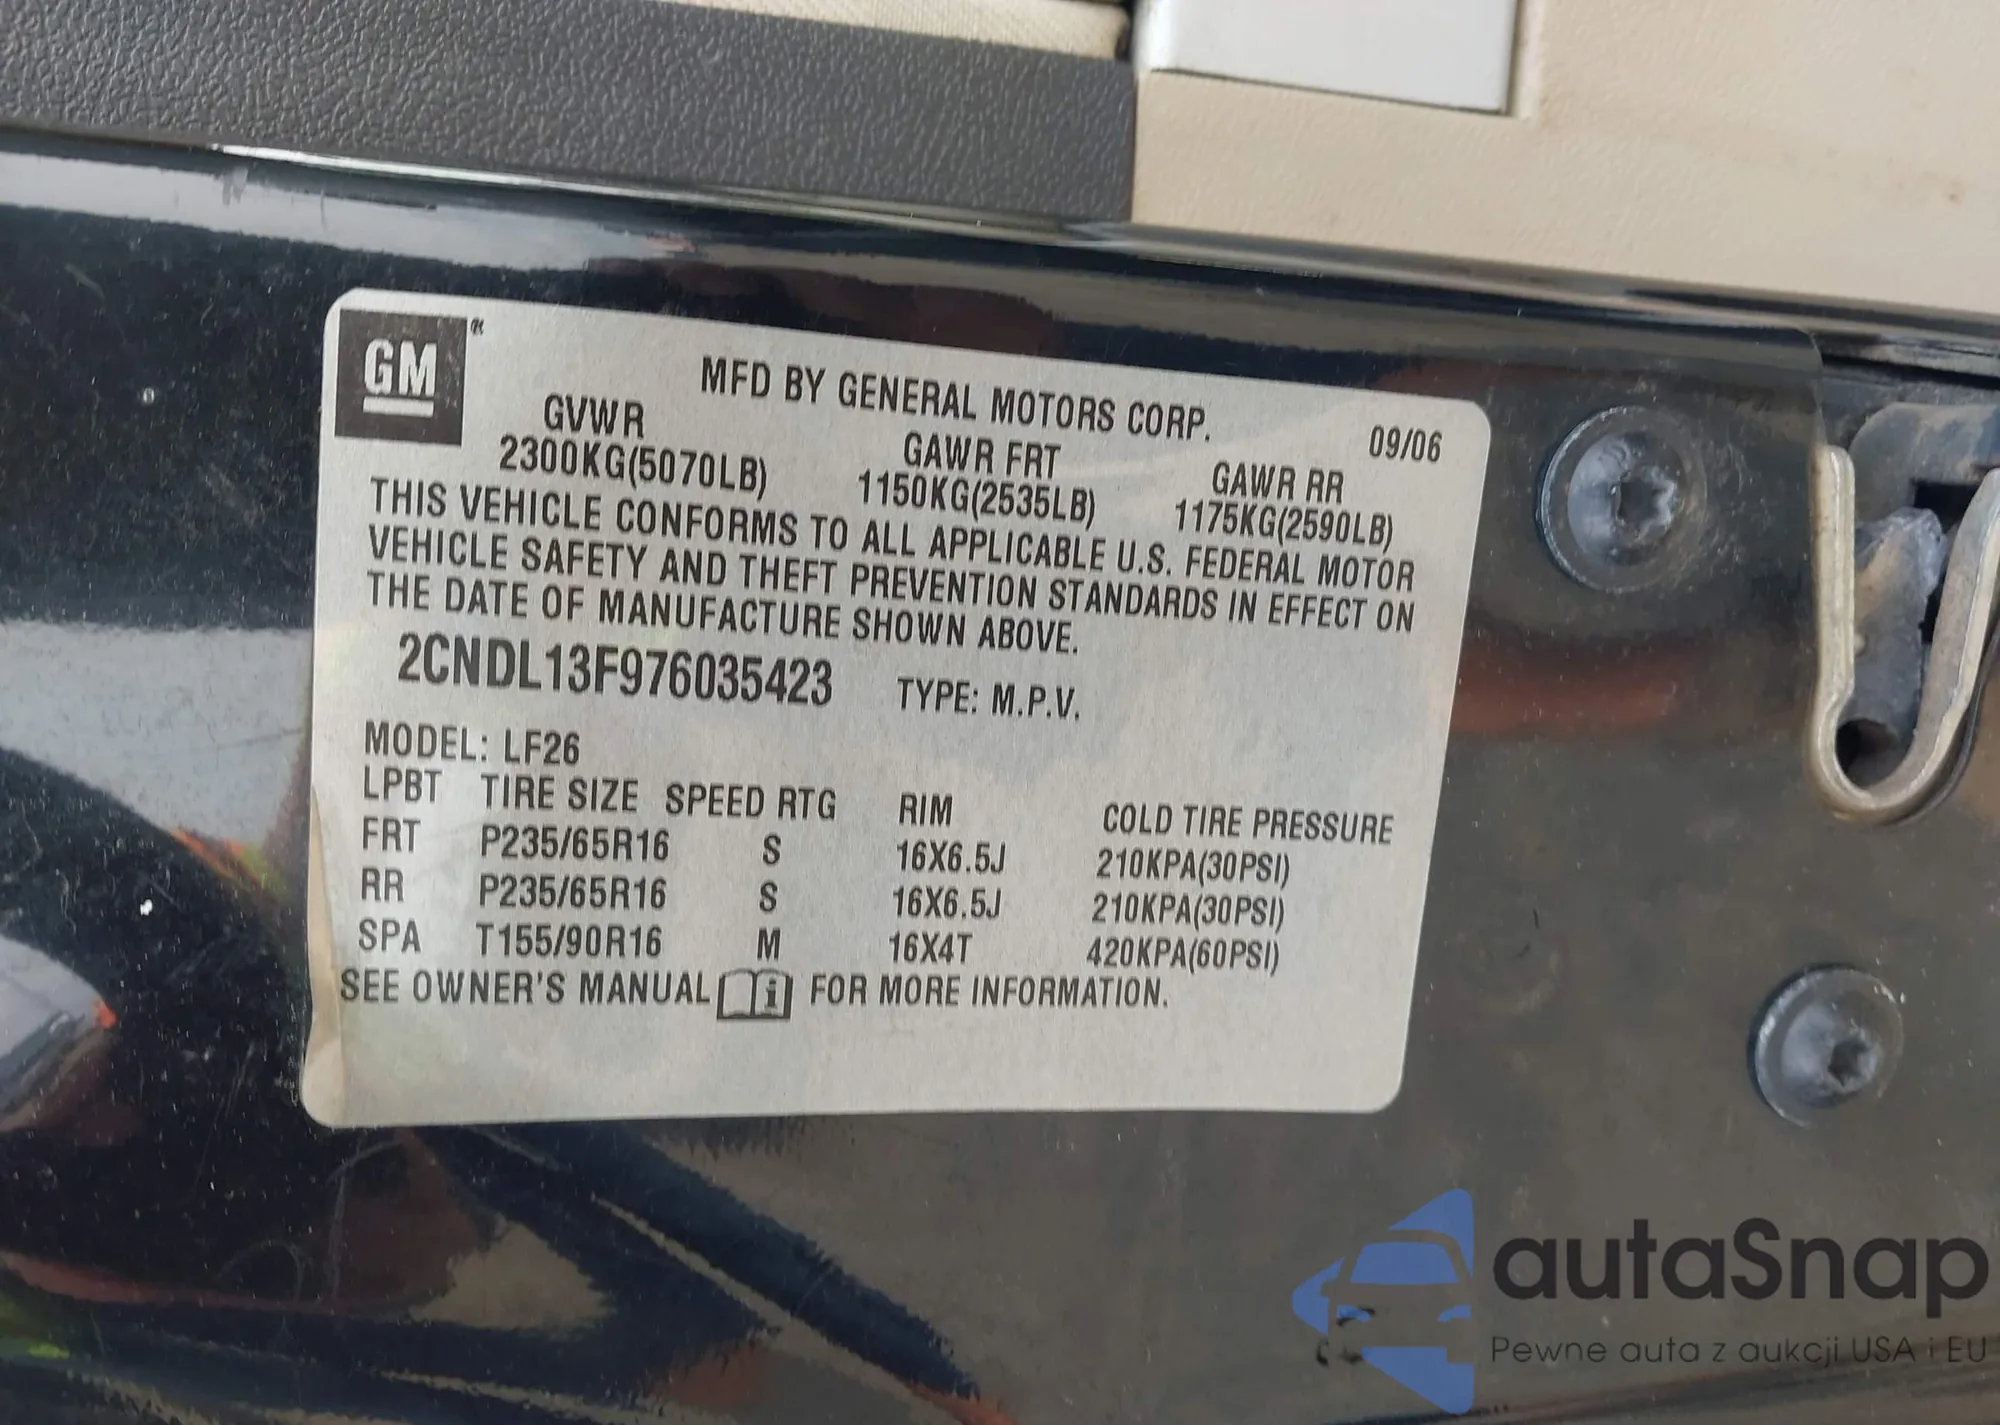 GM®
MFD BY GENERAL MOTORS CORP.
09/06
GVWR GAWR FRT GAWR RR
2300KG(5070LB) 1150KG(2535LB) 1175KG(2590LB)
THIS VEHICLE CONFORMS TO ALL APPLICABLE U.S. FEDERAL MOTOR
VEHICLE SAFETY AND THEFT PREVENTION STANDARDS IN EFFECT ON
THE DATE OF MANUFACTURE SHOWN ABOVE.
2CNDL13F976035423 TYPE: M.P.V.
MODEL: LF26
LPBT TIRE SIZE SPEED RTG RIM COLD TIRE PRESSURE
FRT P235/65R16 S 16X6.5J 210KPA(30PSI)
RR P235/65R16 S 16X6.5J 210KPA(30PSI)
SPA T155/90R16 M 16X4T 420KPA(60PSI)
SEE OWNER'S MANUAL i FOR MORE INFORMATION.
autaSnap
Pewne auta z aukcji USA i EU